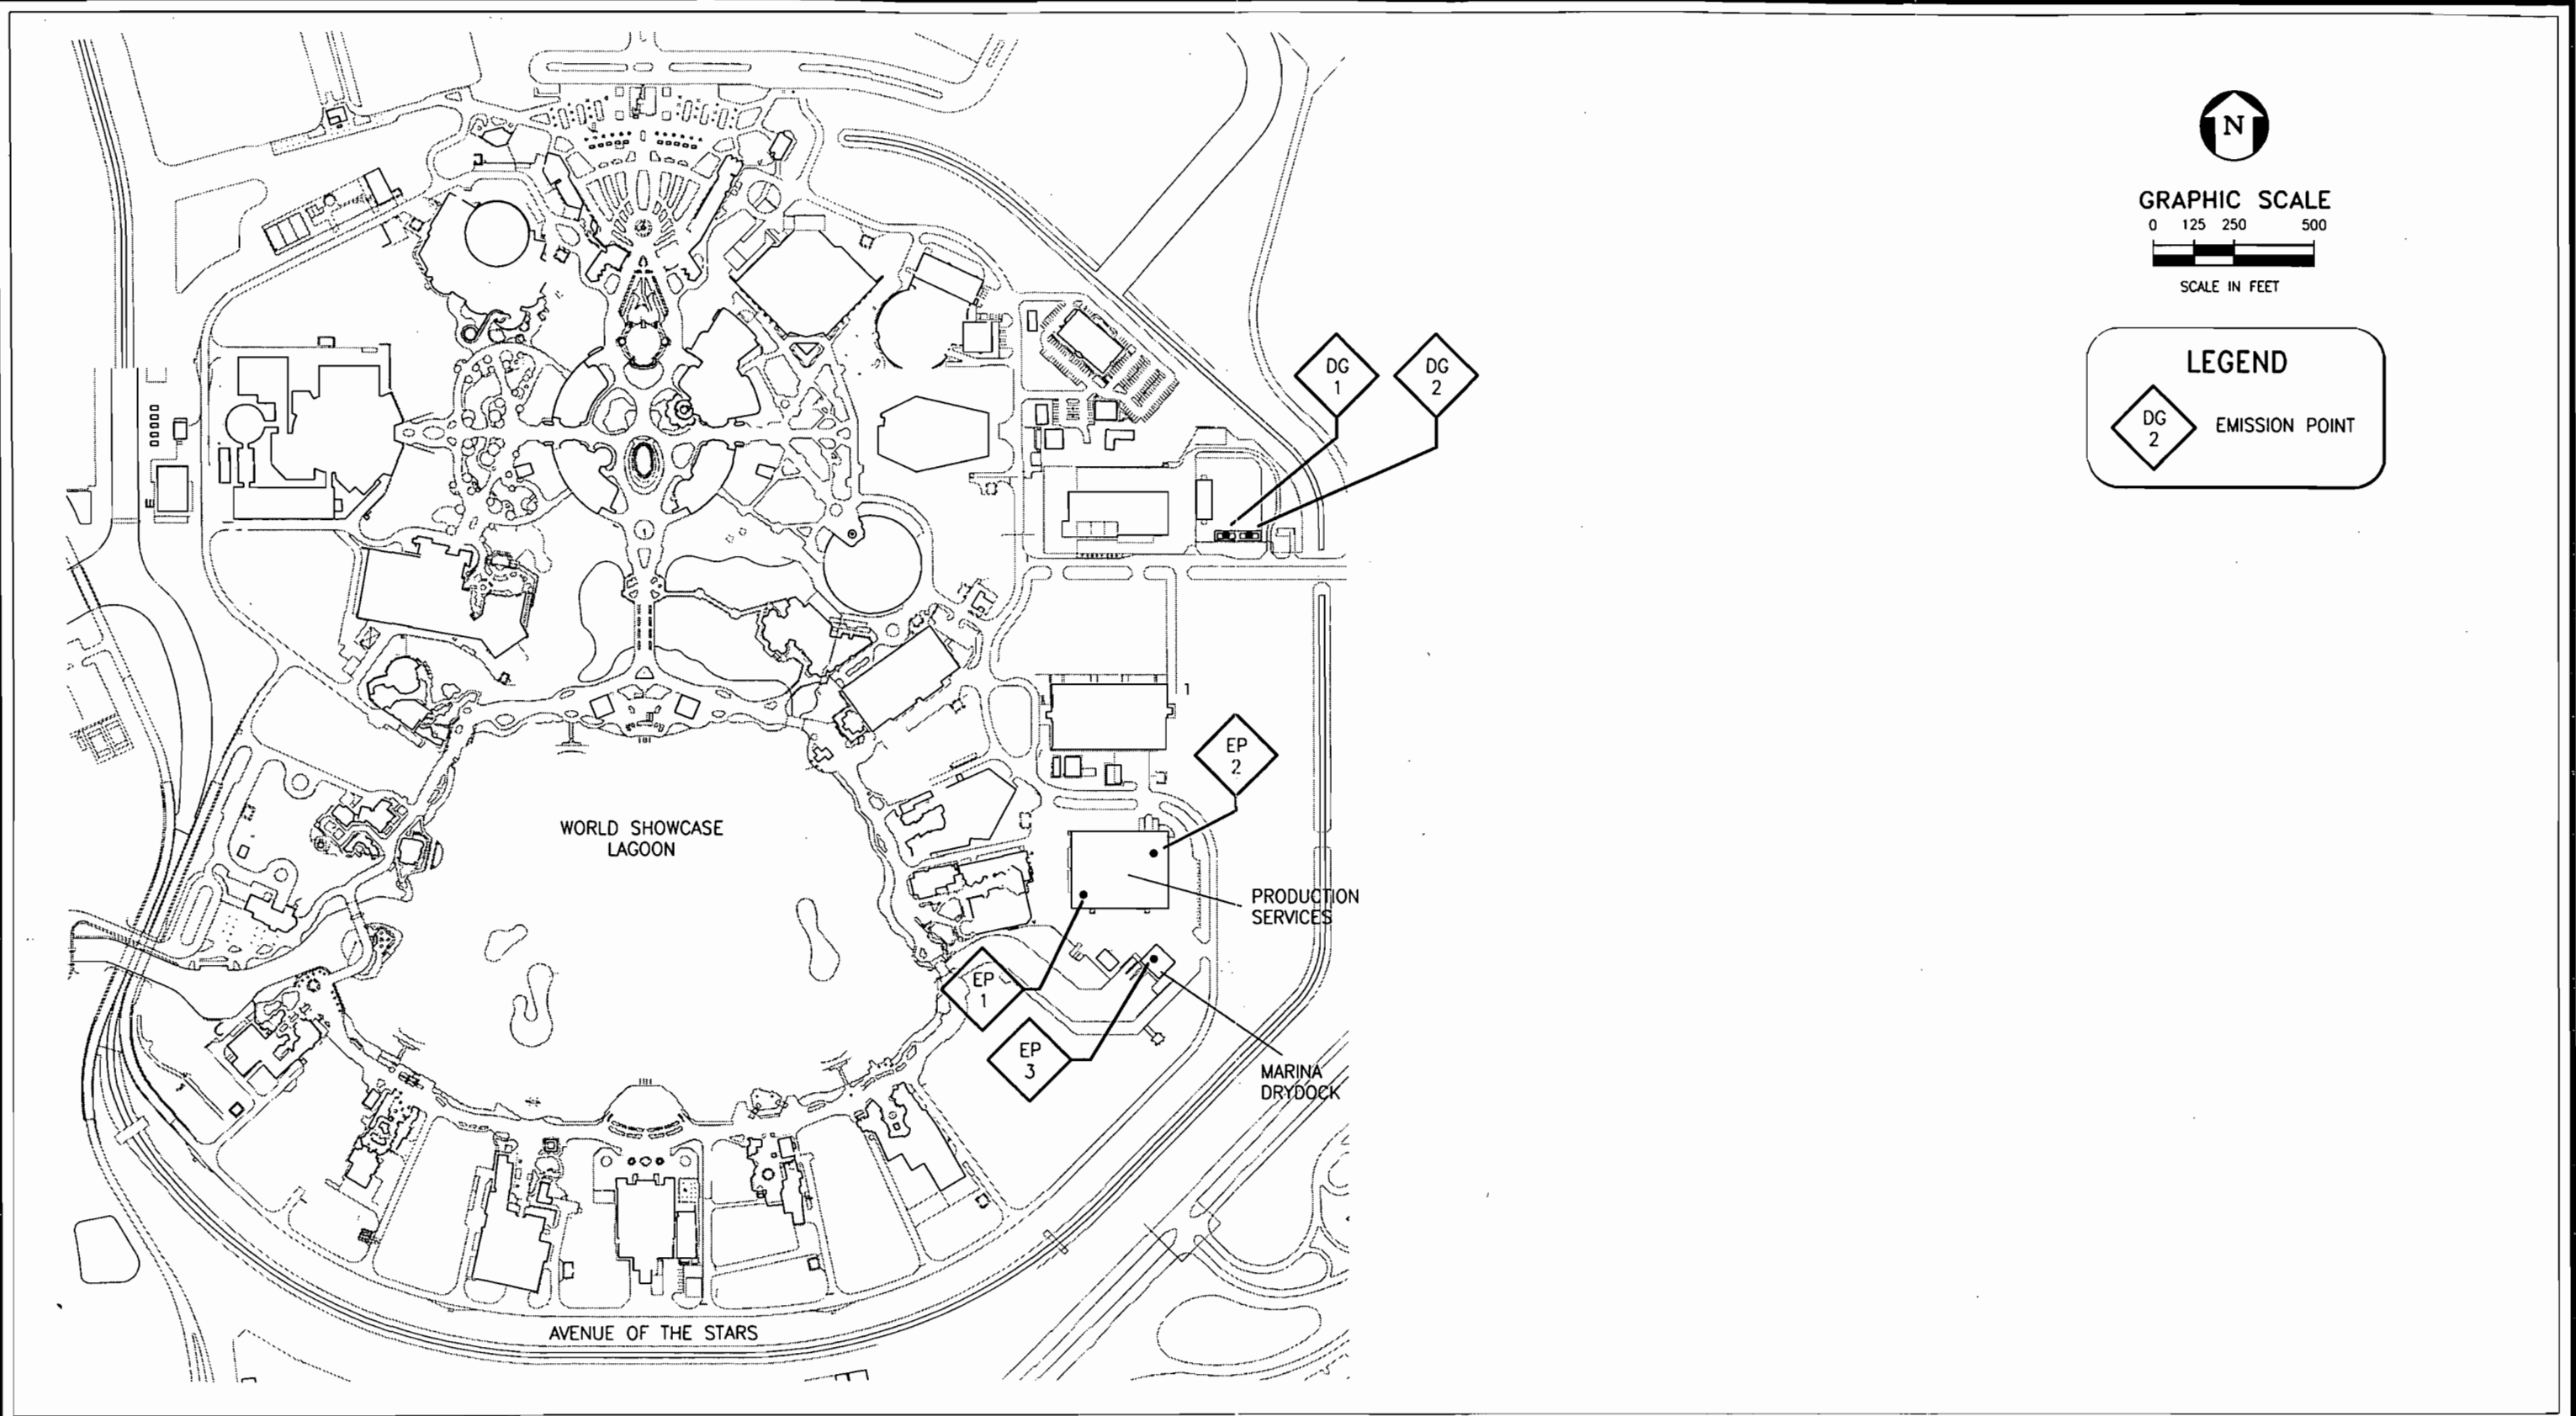 N
GRAPHIC SCALE
0 125 250 500
SCALE IN FEET
LEGEND
DG
2
EMISSION POINT
DG
1
DG
2
1
EP
2
WORLD SHOWCASE
LAGOON
PRODUCTION
SERVICES
EP
1
EP
3
MARINA
DRYDOCK
AVENUE OF THE STARS